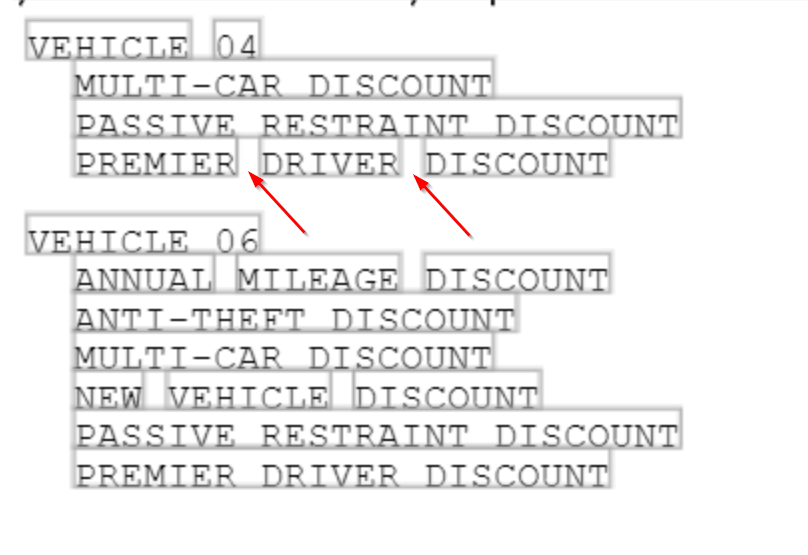 VEHICLE 04
MULTI-CAR DISCOUNT
PASSIVE RESTRAINT DISCOUNT
PREMIER DRIVER DISCOUNT
VEHICLE 06
ANNUAL MILEAGE DISCOUNT
ANTI-THEFT DISCOUNT
MULTI-CAR DISCOUNT
NEW VEHICLE DISCOUNT
PASSIVE RESTRAINT DISCOUNT
PREMIER DRIVER DISCOUNT